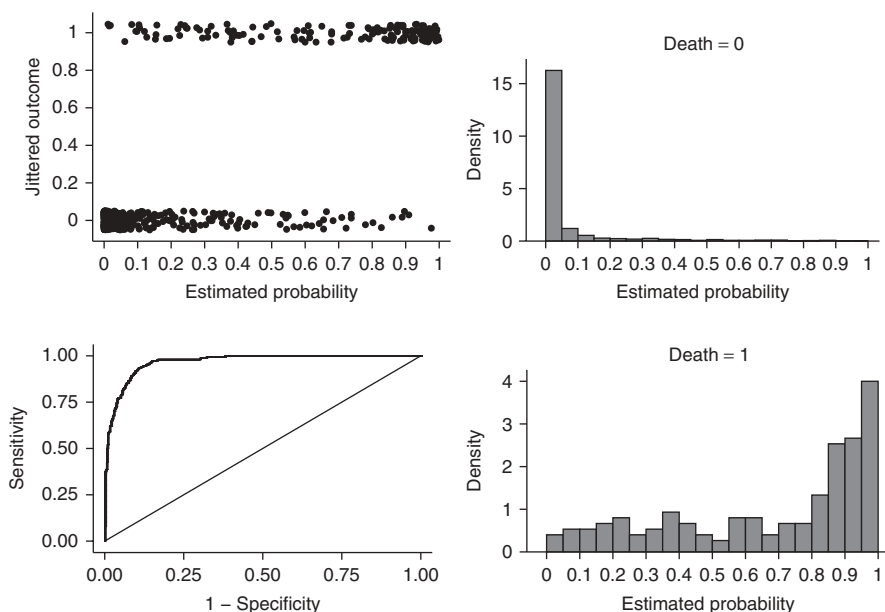 Jittered outcome
1
0.8
0.6
0.4
0.2
0
0 0.1 0.2 0.3 0.4 0.5 0.6 0.7 0.8 0.9 1
Estimated probability
Death = 0
Density
15
10
5
0
0 0.1 0.2 0.3 0.4 0.5 0.6 0.7 0.8 0.9 1
Estimated probability
Sensitivity
1.00
0.75
0.50
0.25
0.00
0.00 0.25 0.50 0.75 1.00
1 − Specificity
Death = 1
Density
4
3
2
1
0
0 0.1 0.2 0.3 0.4 0.5 0.6 0.7 0.8 0.9 1
Estimated probability